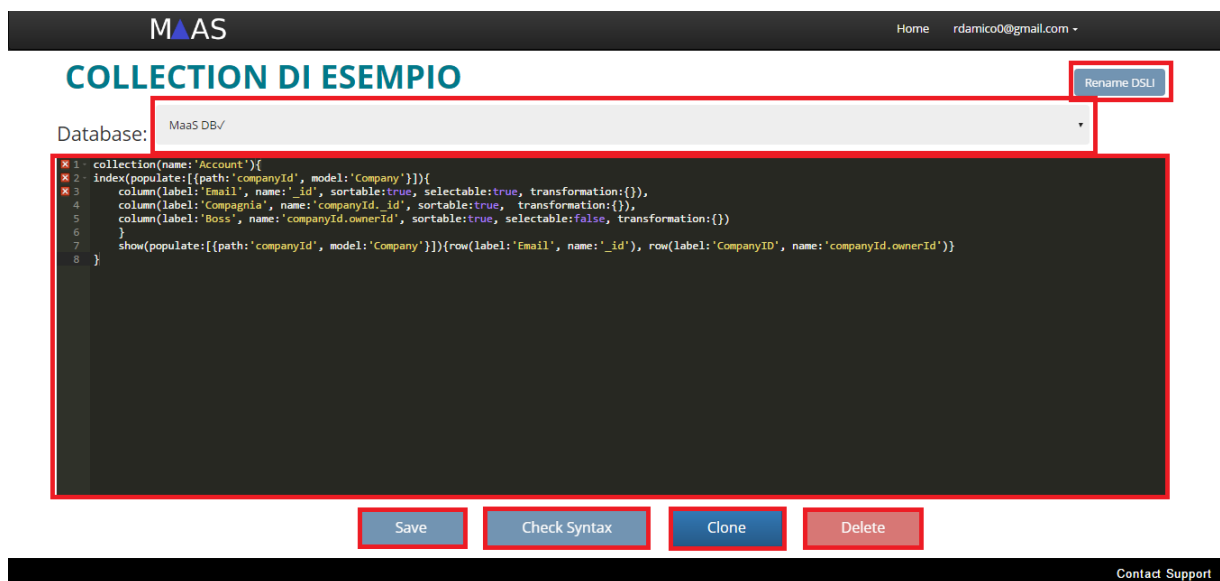 MAAS
Home rdamico0@gmail.com
COLLECTION DI ESEMPIO
Rename DSLI
Database: MaaS DB✓
1 collection(name:'Account'){
2 index(populate:[{path:'companyId', model:'Company'}]){
3 column(label:'Email', name:'_id', sortable:true, selectable:true, transformation:{}),
4 column(label:'Compagnia', name:'companyId._id', sortable:true, transformation:{}),
5 column(label:'Boss', name:'companyId.ownerId', sortable:true, selectable:false, transformation:{})
6 }
7 show(populate:[{path:'companyId', model:'Company'}]){row(label:'Email', name:'_id'), row(label:'CompanyID', name:'companyId.ownerId')}
8 }
Save Check Syntax Clone Delete
Contact Support